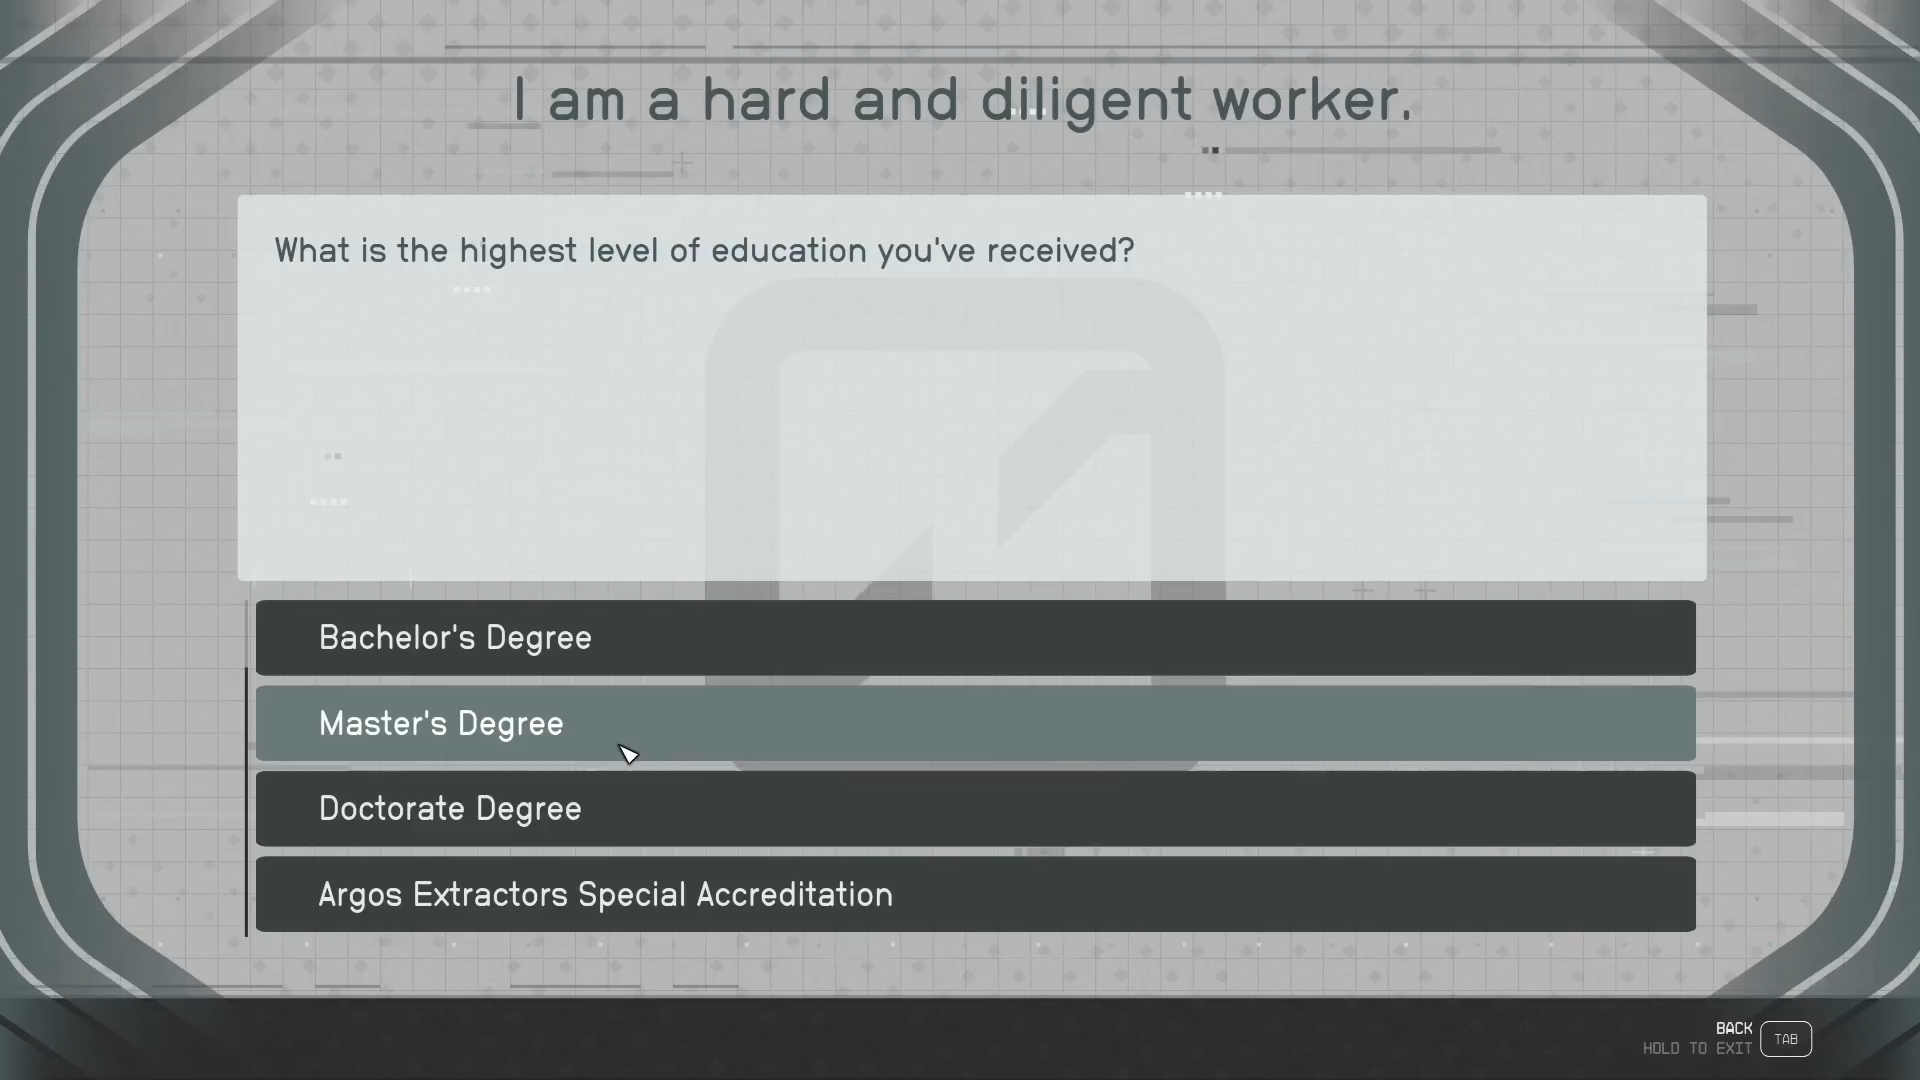 I am a hard and diligent worker.
What is the highest level of education you've received?
Bachelor's Degree
Master's Degree
Doctorate Degree
Argos Extractors Special Accreditation
BACK
HOLD TO EXIT
TAB